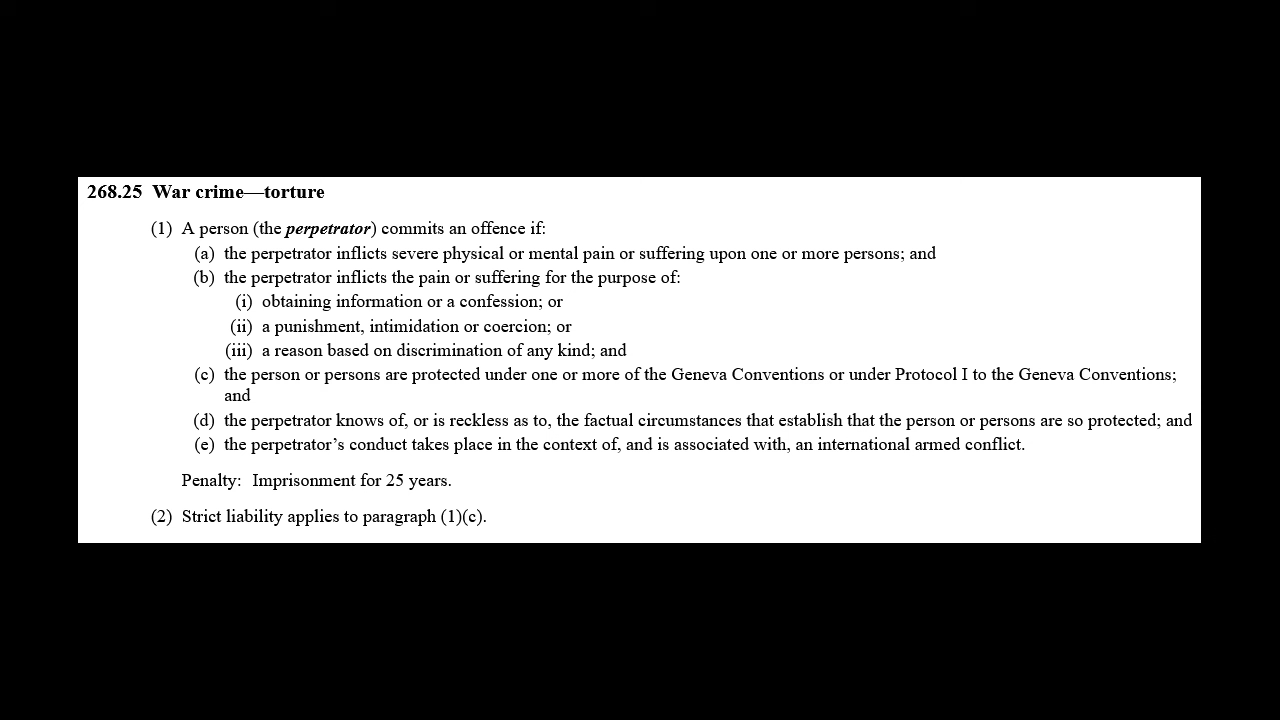 268.25 War crime—torture
(1) A person (the perpetrator) commits an offence if:
(a) the perpetrator inflicts severe physical or mental pain or suffering upon one or more persons; and
(b) the perpetrator inflicts the pain or suffering for the purpose of:
(i) obtaining information or a confession; or
(ii) a punishment, intimidation or coercion; or
(iii) a reason based on discrimination of any kind; and
(c) the person or persons are protected under one or more of the Geneva Conventions or under Protocol I to the Geneva Conventions;
and
(d) the perpetrator knows of, or is reckless as to, the factual circumstances that establish that the person or persons are so protected; and
(e) the perpetrator’s conduct takes place in the context of, and is associated with, an international armed conflict.
Penalty: Imprisonment for 25 years.
(2) Strict liability applies to paragraph (1)(c).